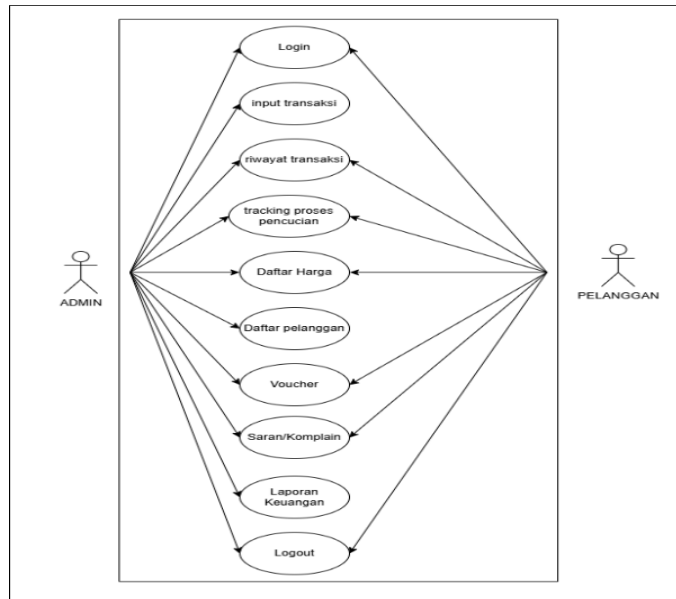 Login
input transaksi
riwayat transaksi
tracking proses
pencucian
Daftar Harga
ADMIN
PELANGGAN
Daftar pelanggan
Voucher
Saran/Komplain
Laporan
Keuangan
Logout